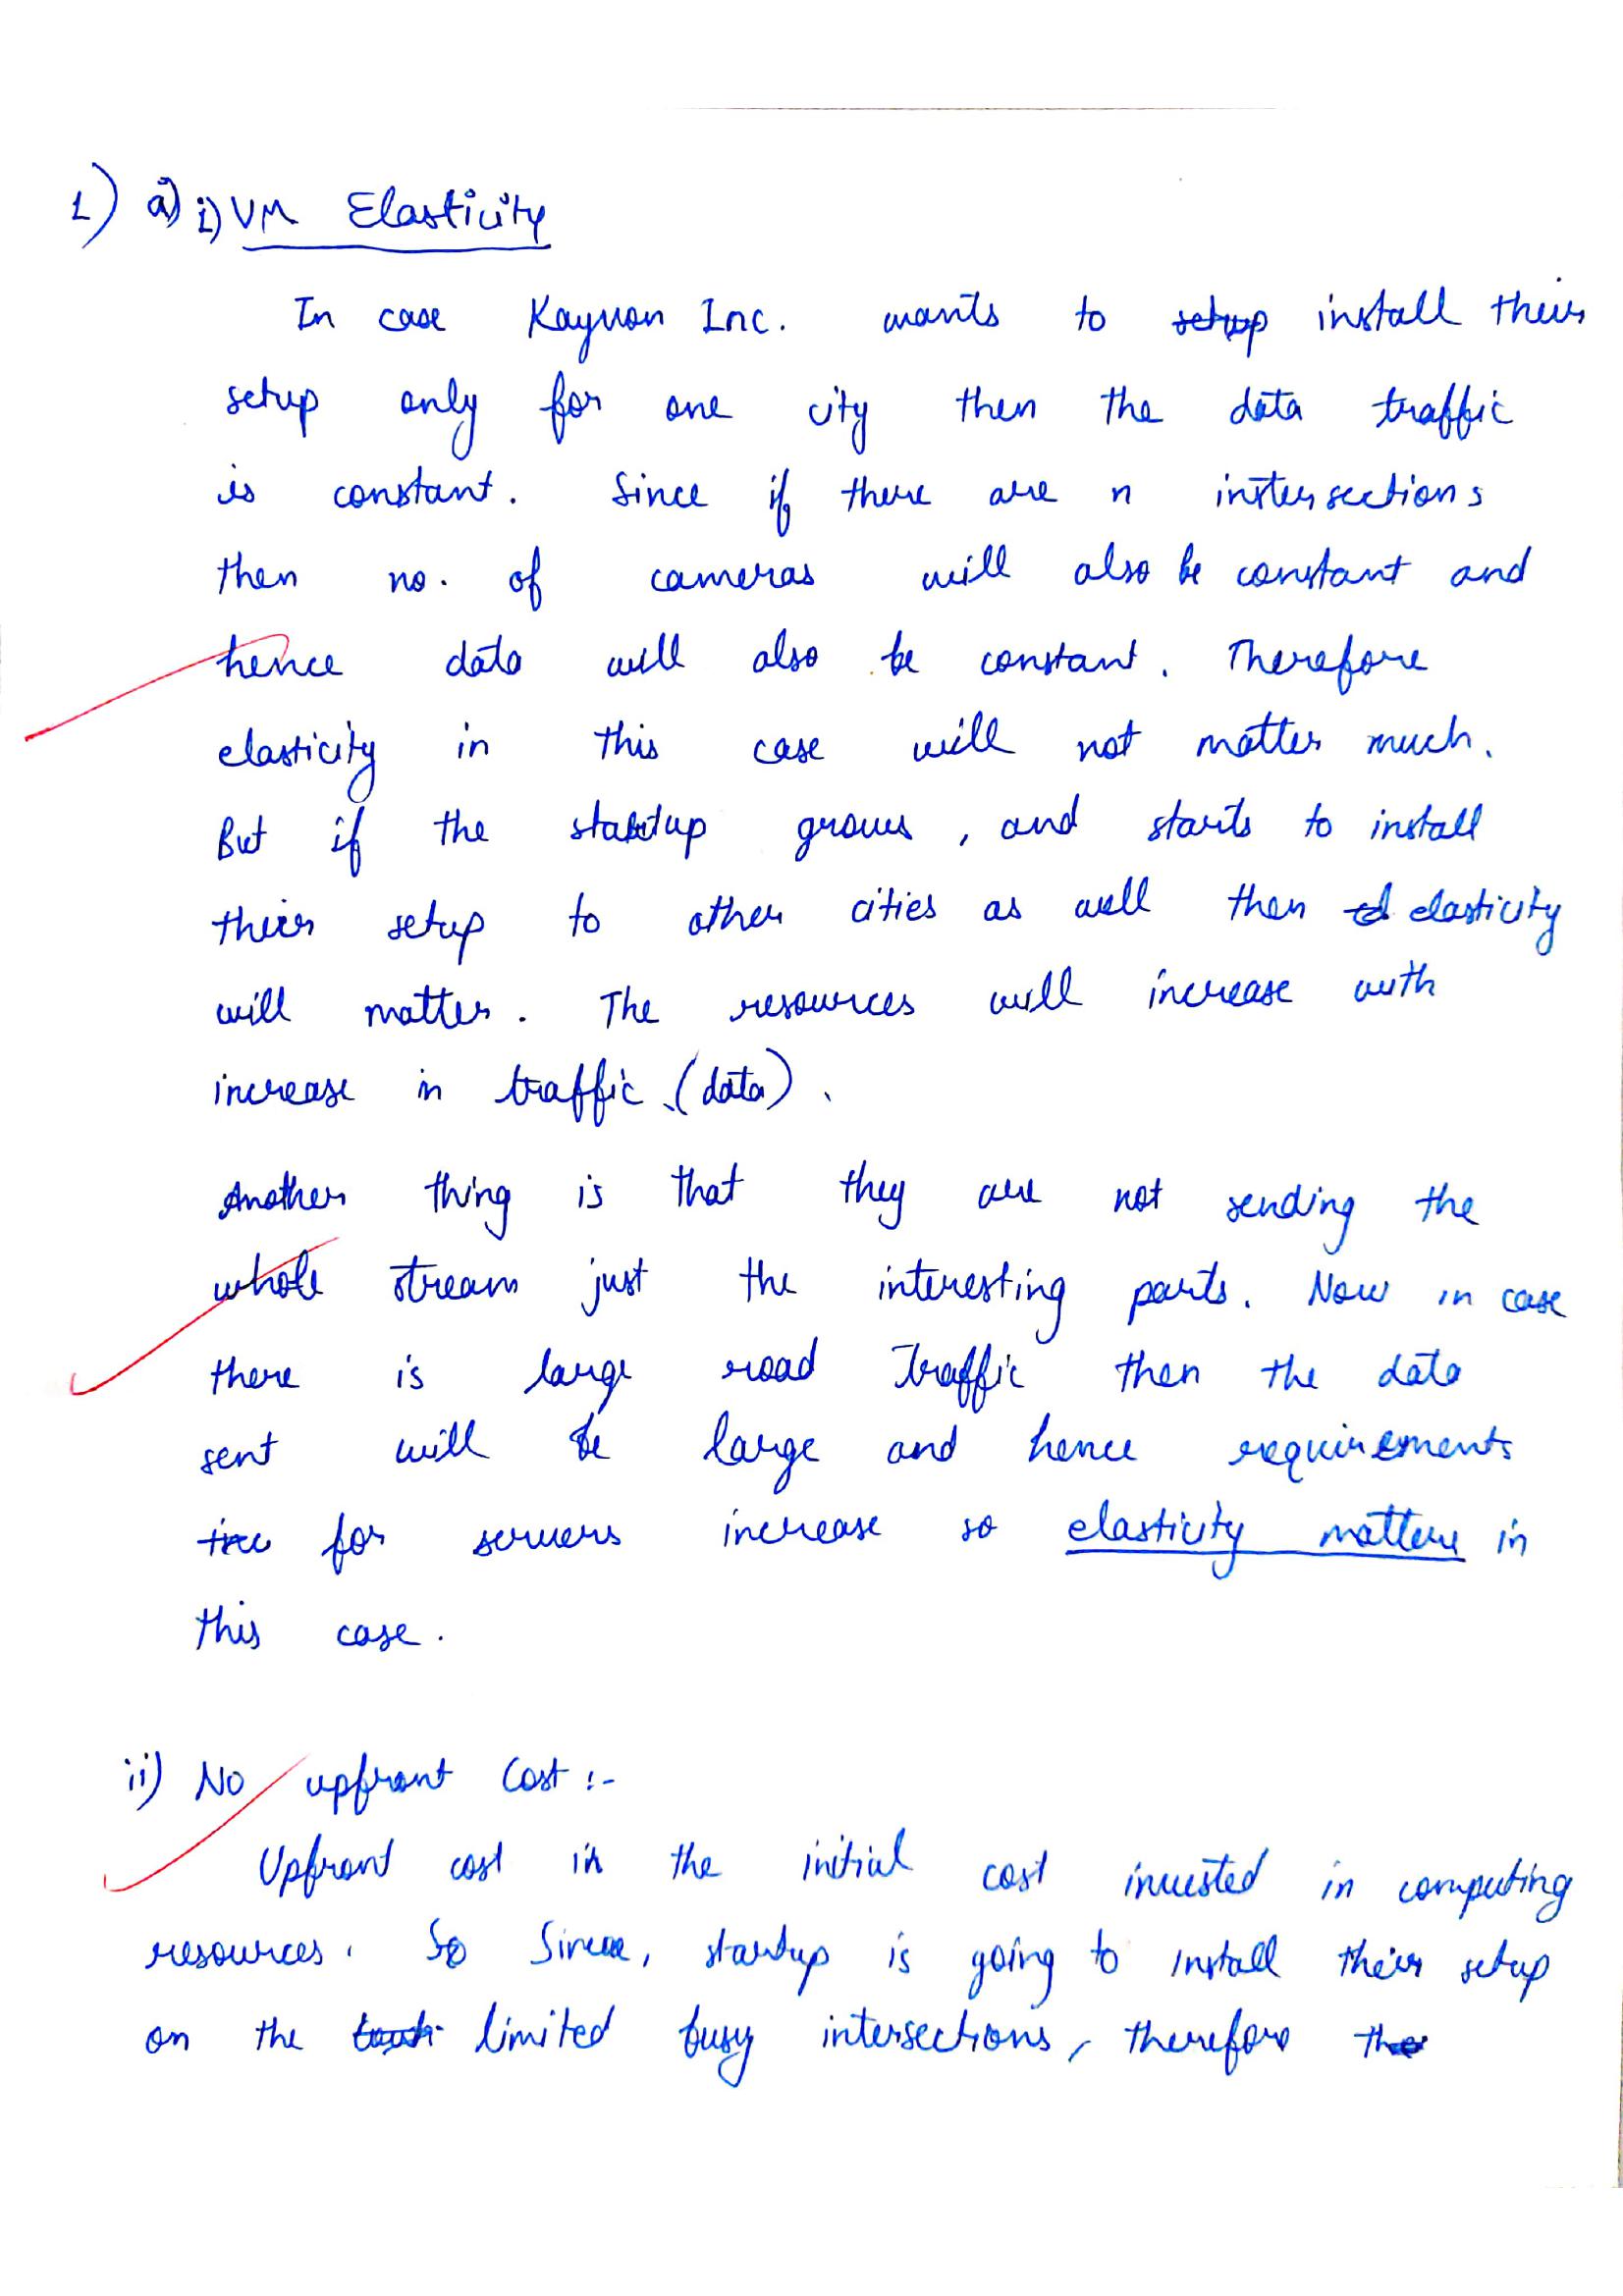 1) a) i) VM Elasticity
In case Kaynon Inc. wants to setup install their
setup only for one city then the data traffic
is constant. Since if there are n intersections
then no. of cameras will also be constant and
hence data will also be constant. Therefore
elasticity in this case will not matter much.
But if the startup grows, and starts to install
their setup to other cities as well then el elasticity
will matter. The resources will increase with
increase in traffic (data).
Another thing is that they are not sending the
whole stream just the interesting parts. Now in case
there is large road Traffic then the data
sent will be large and hence requirements
inc for servers increase so elasticity matters in
this case.
ii) No upfront Cost :-
Upfront cost in the initial cost invested in computing
resources. So Since, startup is going to install their setup
on the limited busy intersections, therefore the